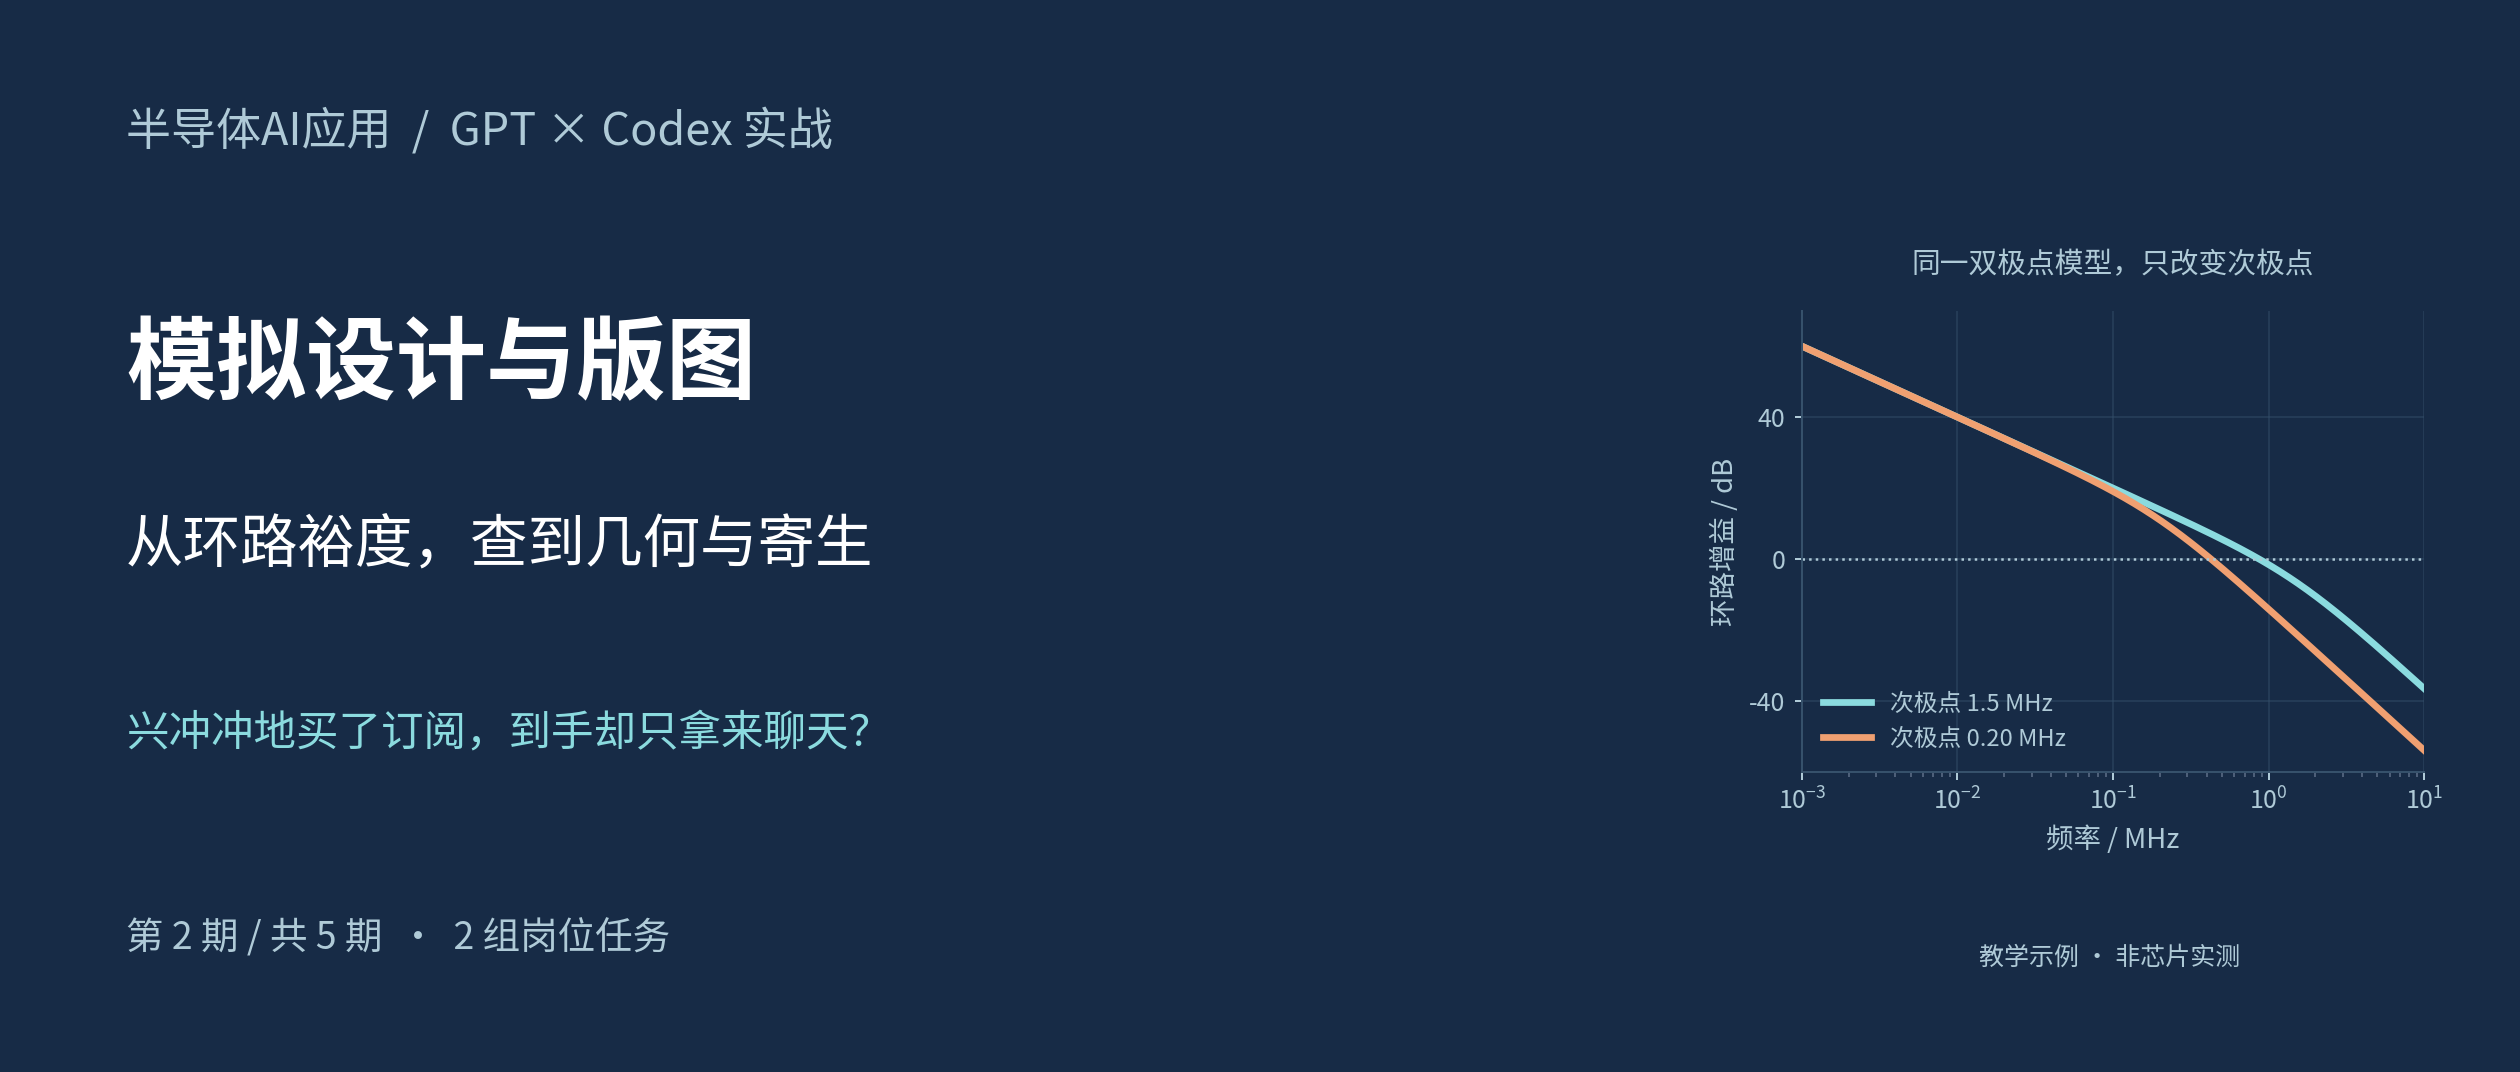 半导体AI应用 / GPT × Codex 实战
模拟设计与版图
从环路裕度，查到几何与寄生
兴冲冲地买了订阅，到手却只拿来聊天？
第 2 期 / 共 5 期 · 2 组岗位任务
同一双极点模型，只改变次极点
环路增益 / dB
40
0
-40
次极点 1.5 MHz
次极点 0.20 MHz
10⁻³ 10⁻² 10⁻¹ 10⁰ 10¹
频率 / MHz
教学示例 · 非芯片实测